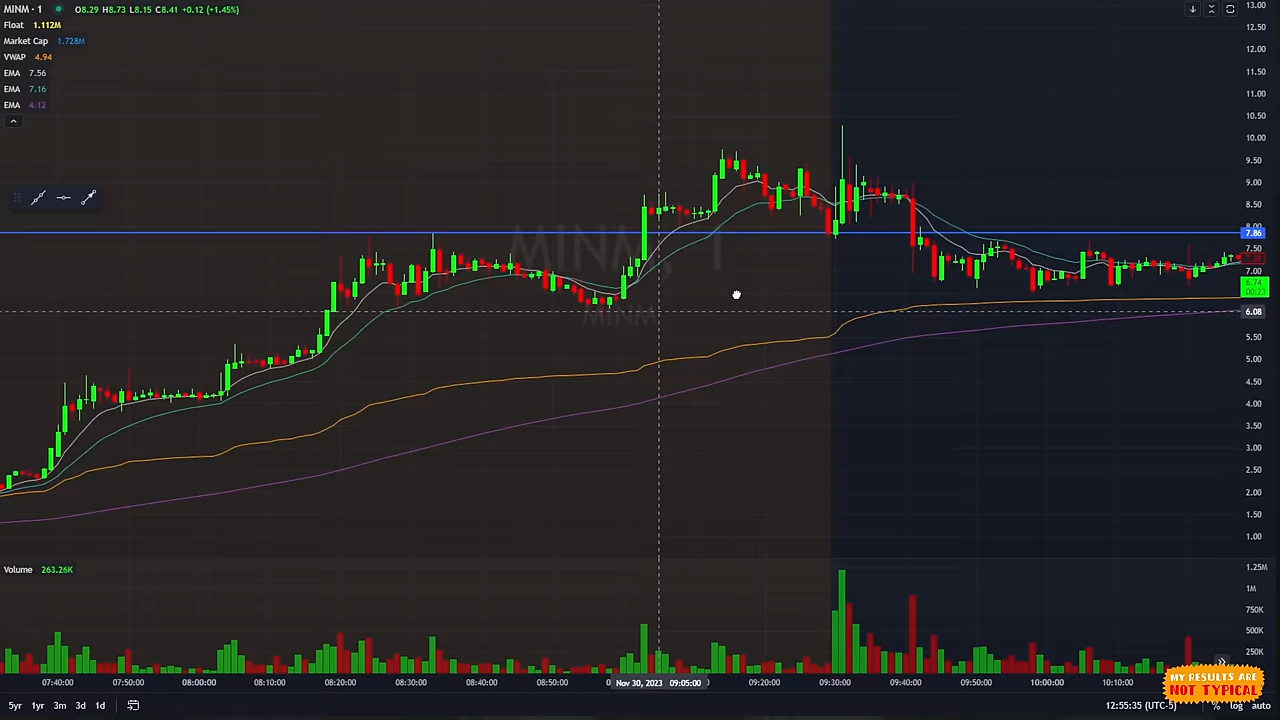 MINM · 1 O8.29 H8.73 L8.15 C8.41 +0.12 (+1.45%)
Float 1.112M
Market Cap 1.728M
VWAP 4.94
EMA 7.56
EMA 7.16
EMA 4.12
13.00
12.50
12.00
11.50
11.00
10.50
10.00
9.50
9.00
8.50
8.00
7.86
7.50
7.00
6.74
00:23
6.08
5.50
5.00
4.50
4.00
3.50
3.00
2.50
2.00
1.50
1.00
MINM
Volume 263.26K
1.25M
1M
750K
500K
250K
07:40:00 07:50:00 08:00:00 08:10:00 08:20:00 08:30:00 08:40:00 08:50:00 Nov 30, 2023 09:05:00 09:20:00 09:30:00 09:40:00 09:50:00 10:00:00 10:10:00
MY RESULTS ARE
NOT TYPICAL
5yr 1yr 3m 3d 1d 12:55:35 (UTC-5) % log auto